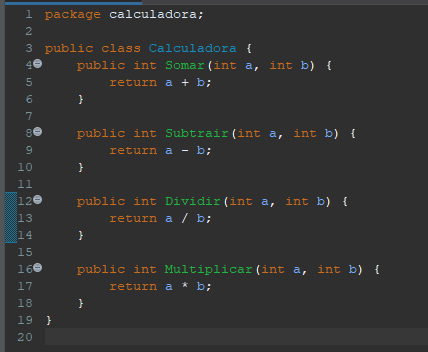 1 package calculadora;
2
3 public class Calculadora {
4 public int Somar(int a, int b) {
5 return a + b;
6 }
7
8 public int Subtrair(int a, int b) {
9 return a - b;
10 }
11
12 public int Dividir(int a, int b) {
13 return a / b;
14 }
15
16 public int Multiplicar(int a, int b) {
17 return a * b;
18 }
19 }
20